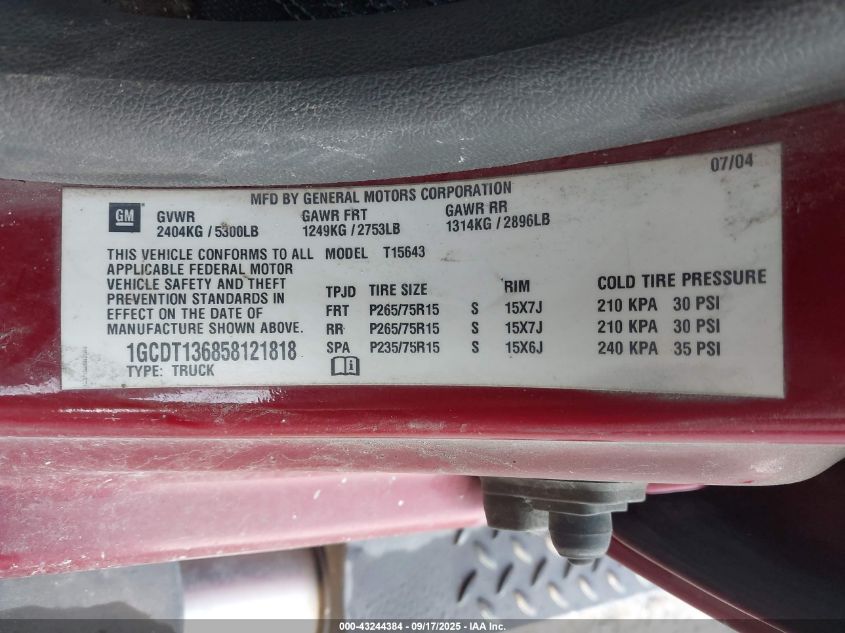 07/04
MFD BY GENERAL MOTORS CORPORATION
GM
GVWR GAWR FRT GAWR RR
2404KG / 5300LB 1249KG / 2753LB 1314KG / 2896LB
THIS VEHICLE CONFORMS TO ALL MODEL T15643
APPLICABLE FEDERAL MOTOR
VEHICLE SAFETY AND THEFT
PREVENTION STANDARDS IN
EFFECT ON THE DATE OF
MANUFACTURE SHOWN ABOVE.
TPJD TIRE SIZE RIM COLD TIRE PRESSURE
FRT P265/75R15 S 15X7J 210 KPA 30 PSI
RR P265/75R15 S 15X7J 210 KPA 30 PSI
SPA P235/75R15 S 15X6J 240 KPA 35 PSI
1GCDT136858121818
TYPE: TRUCK
000-43244384 - 09/17/2025 - IAA Inc.